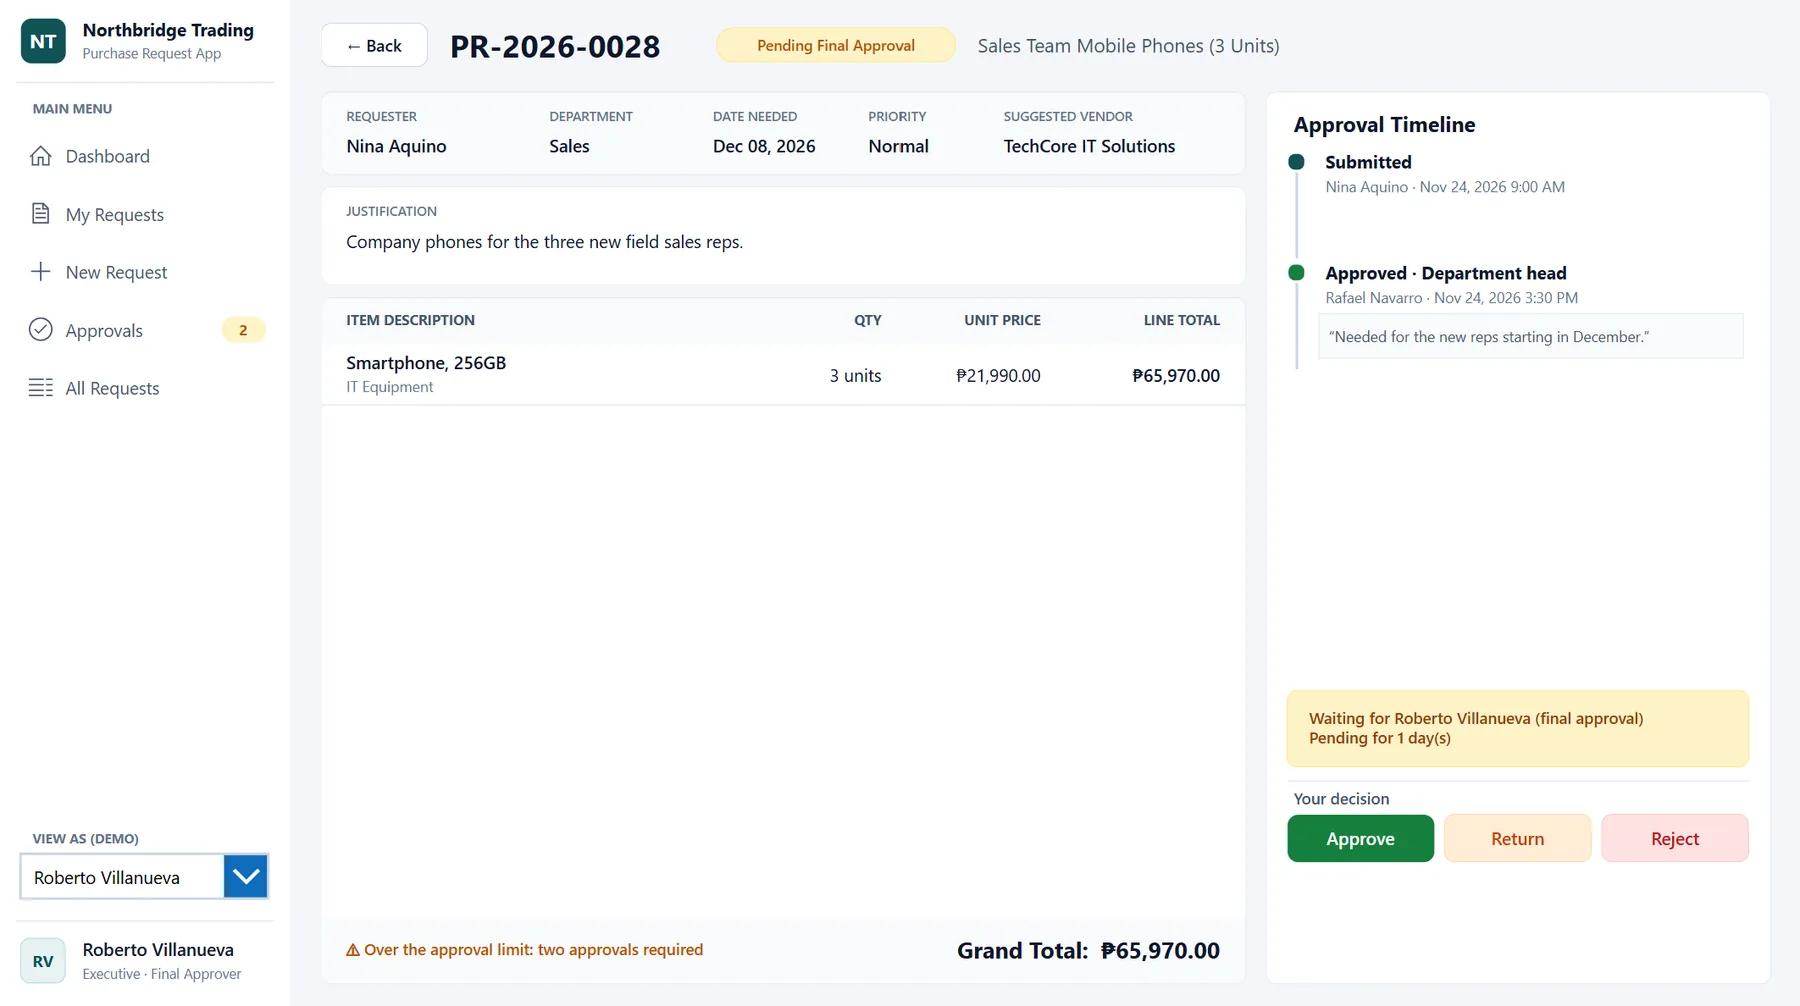 NT
Northbridge Trading
Purchase Request App
MAIN MENU
Dashboard
My Requests
New Request
Approvals 2
All Requests
VIEW AS (DEMO)
Roberto Villanueva
RV
Roberto Villanueva
Executive · Final Approver
← Back
PR-2026-0028
Pending Final Approval
Sales Team Mobile Phones (3 Units)
REQUESTER DEPARTMENT DATE NEEDED PRIORITY SUGGESTED VENDOR
Nina Aquino Sales Dec 08, 2026 Normal TechCore IT Solutions
JUSTIFICATION
Company phones for the three new field sales reps.
ITEM DESCRIPTION QTY UNIT PRICE LINE TOTAL
Smartphone, 256GB
IT Equipment
3 units ₱21,990.00 ₱65,970.00
⚠ Over the approval limit: two approvals required
Grand Total: ₱65,970.00
Approval Timeline
Submitted
Nina Aquino · Nov 24, 2026 9:00 AM
Approved · Department head
Rafael Navarro · Nov 24, 2026 3:30 PM
“Needed for the new reps starting in December.”
Waiting for Roberto Villanueva (final approval)
Pending for 1 day(s)
Your decision
Approve Return Reject